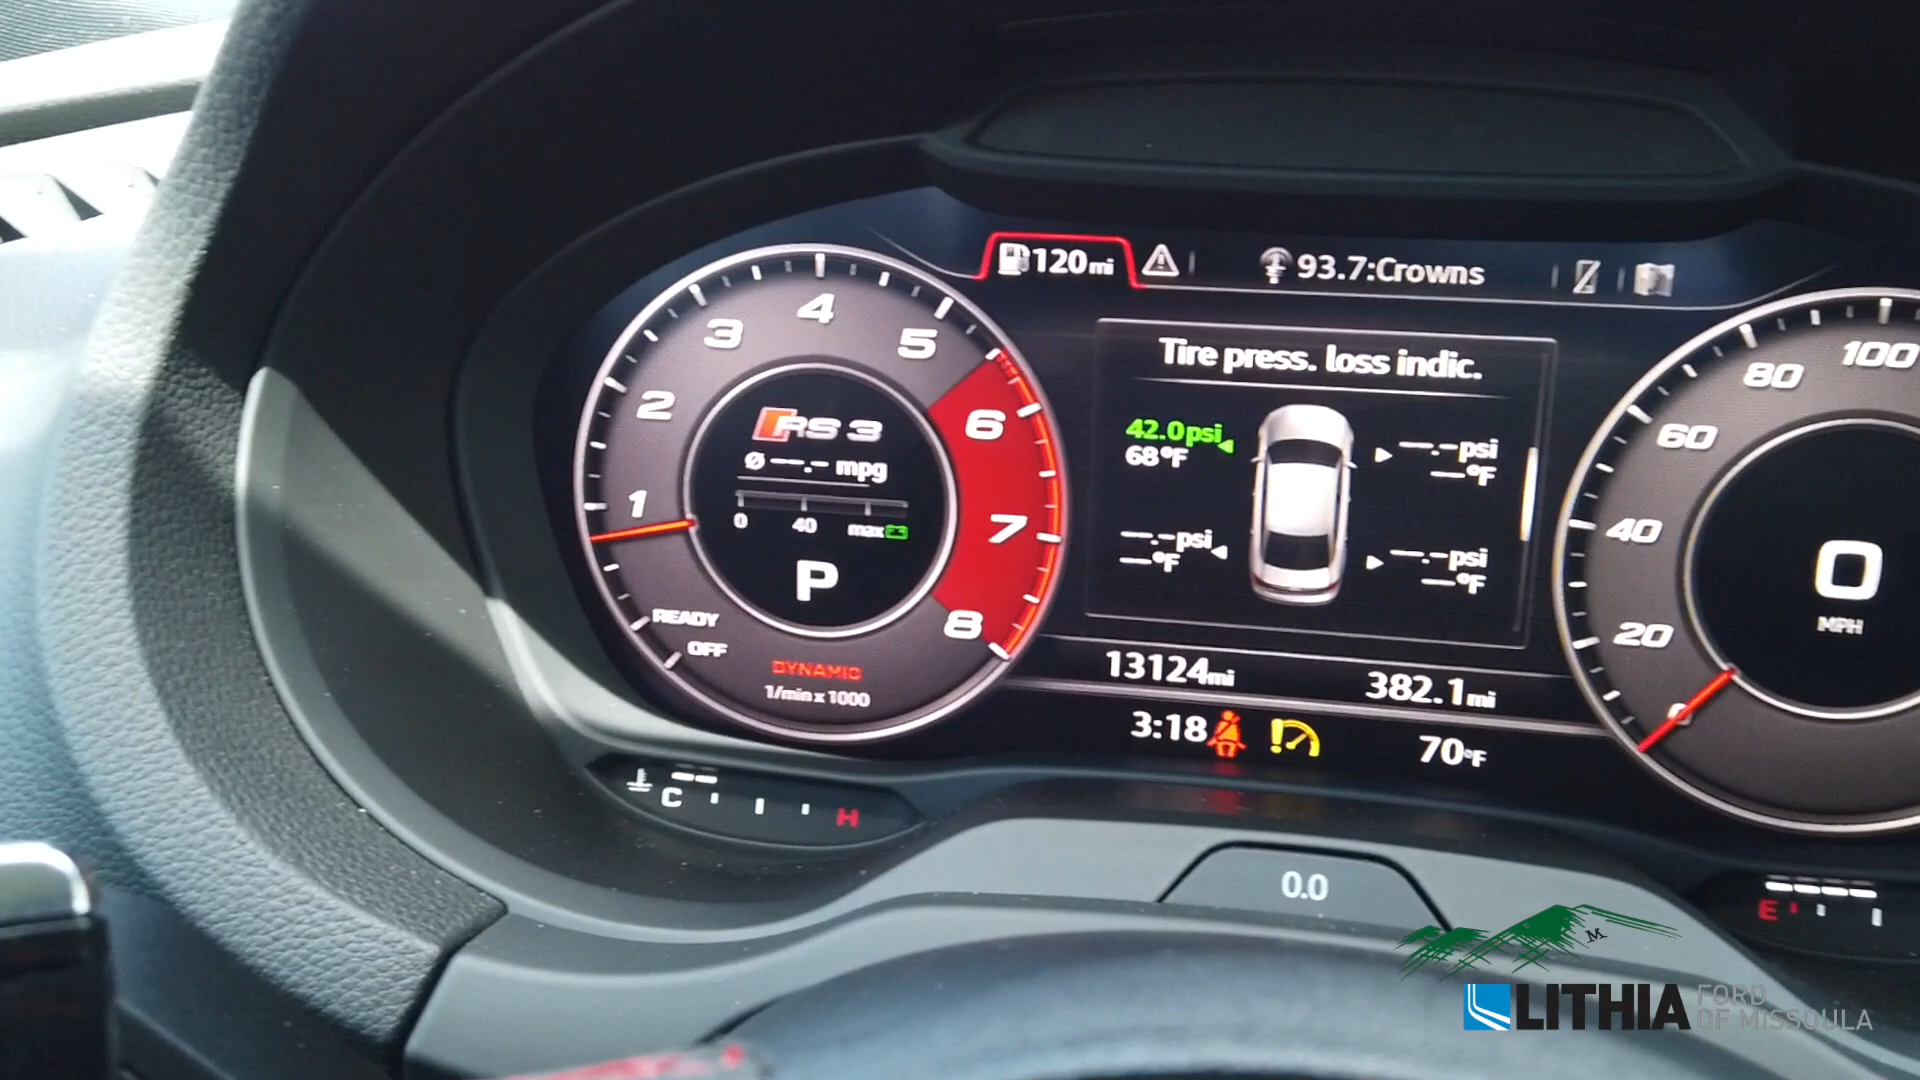 120mi
93.7:Crowns
Tire press. loss indic.
42.0psi
68°F
--.-psi
--°F
--.-psi
--°F
--.-psi
--°F
13124mi
382.1mi
3:18
70°F
1
2
3
4
5
6
7
8
RS 3
Ø --.- mpg
0 40 max
P
READY
OFF
DYNAMIC
1/min x 1000
0
20
40
60
80
100
0
MPH
C
H
0.0
E
M
LITHIA
FORD
OF MISSOULA